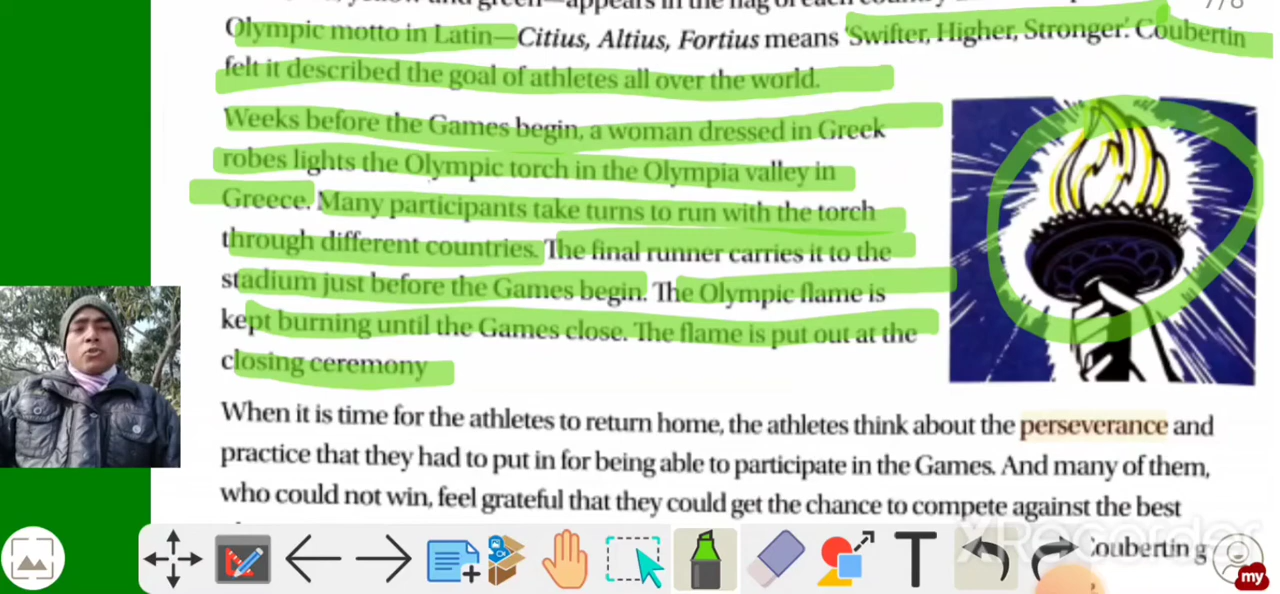 7/8
Olympic motto in Latin—Citius, Altius, Fortius means 'Swifter, Higher, Stronger'. Coubertin
felt it described the goal of athletes all over the world.
Weeks before the Games begin, a woman dressed in Greek
robes lights the Olympic torch in the Olympia valley in
Greece. Many participants take turns to run with the torch
through different countries. The final runner carries it to the
stadium just before the Games begin. The Olympic flame is
kept burning until the Games close. The flame is put out at the
closing ceremony
When it is time for the athletes to return home, the athletes think about the perseverance and
practice that they had to put in for being able to participate in the Games. And many of them,
who could not win, feel grateful that they could get the chance to compete against the best
XRecorder
Coubertin g
T
my